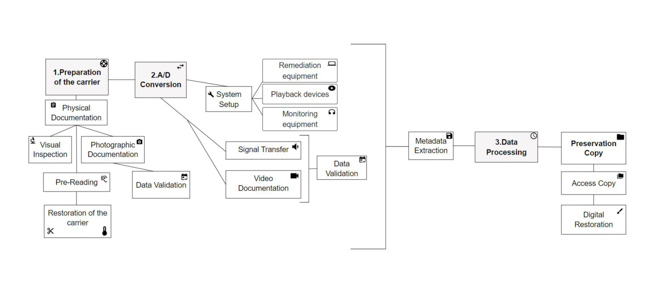 1.Preparation
of the carrier
2.A/D
Conversion
Physical
Documentation
Visual
Inspection
Photographic
Documentation
Pre-Reading
Data Validation
Restoration of the
carrier
System
Setup
Remediation
equipment
Playback devices
Monitoring
equipment
Signal Transfer
Video
Documentation
Data
Validation
Metadata
Extraction
3.Data
Processing
Preservation
Copy
Access Copy
Digital
Restoration